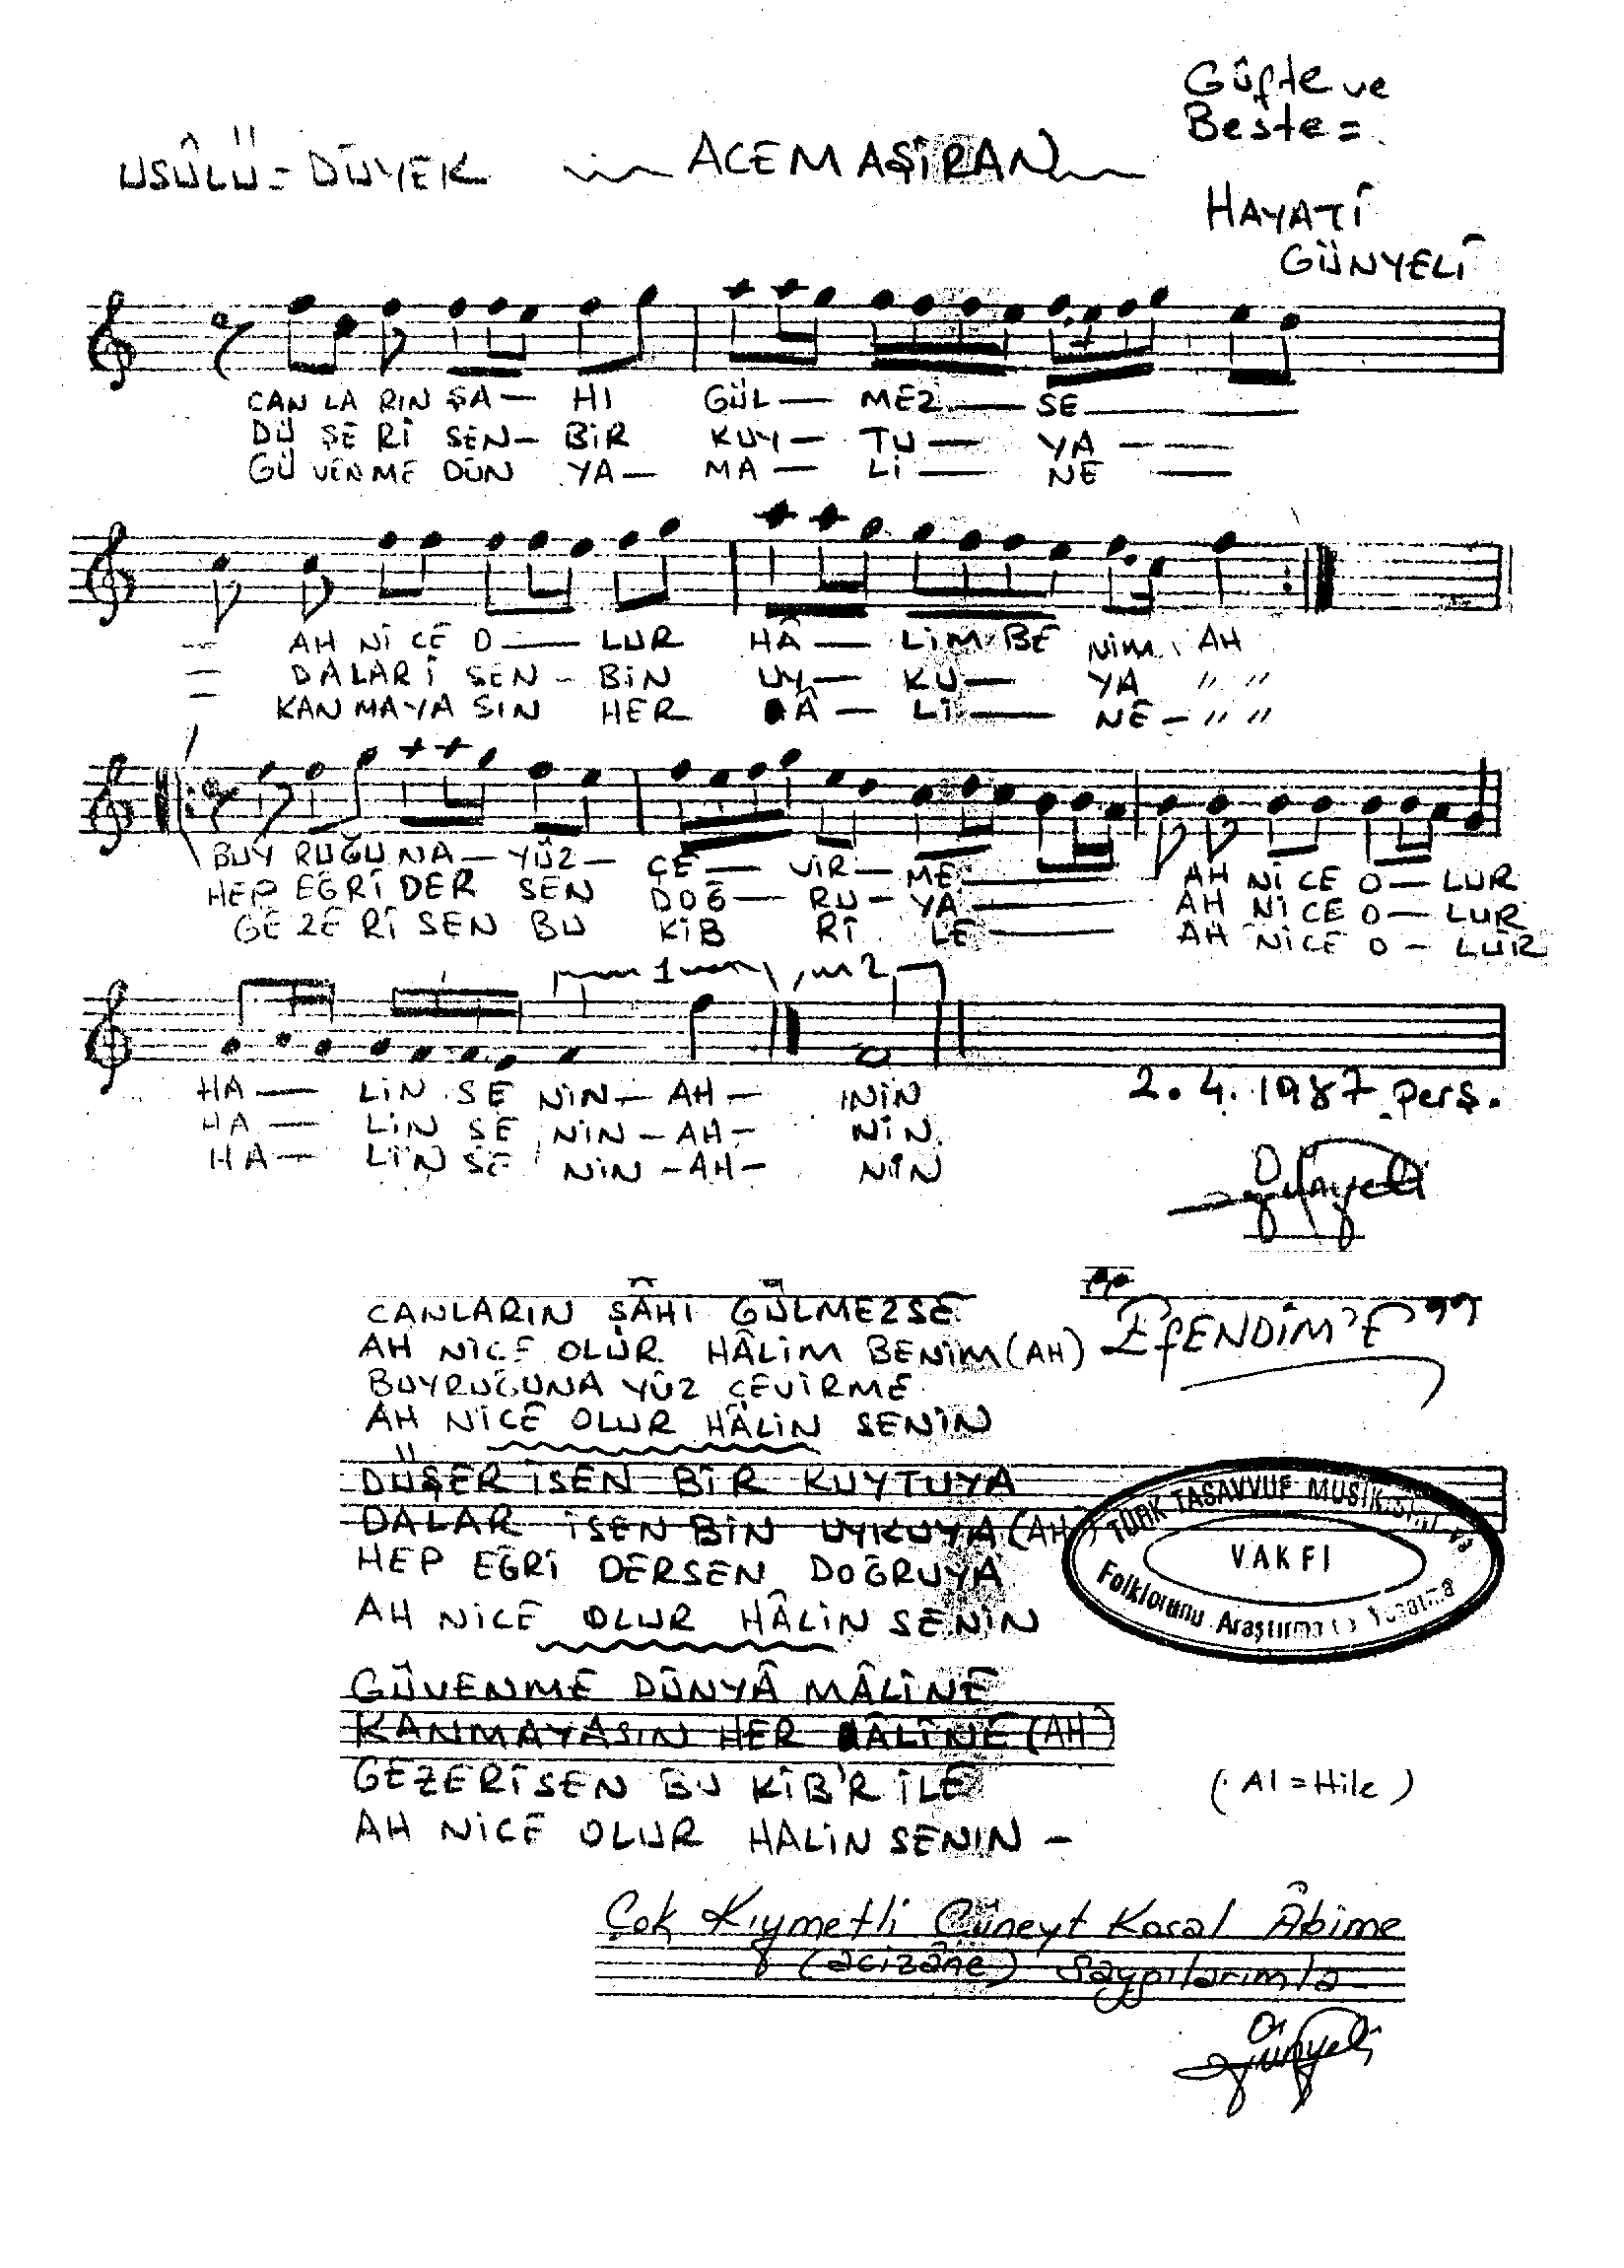 Güfte ve
Beste =
USÛLÜ = DÜYEK ACEM AŞİRAN
HAYATİ
GÜNYELİ
CAN LA RIN ŞA — HI GÜL — MEZ — SE —
DÜ ŞE Rİ SEN — BİR KUY — TU — YA —
GÜ VEN ME DÜN YA — MA — Lİ — NE —
AH Nİ CE O — LUR HÂ — LİM BE NİM AH
DALAR İ SEN - BİN UY — KU — YA " "
KAN MA YA SIN HER Â — Lİ — NE — " "
BUY RUĞU NA — YÜZ — ÇE — VİR — ME —
AH Nİ CE O — LUR
HEP EĞRİ DER SEN DOĞ — RU — YA —
AH Nİ CE O — LUR
GE ZE Rİ SEN BU KİB Rİ LE —
AH NİCE O — LUR
1 2
HA — LİN SE NİN — AH — NİN
HA — LİN SE NİN — AH — NİN
HA — LİN SE NİN — AH — NİN
2.4.1987 Perş.
Günyeli
CANLARIN ŞÂHI GÜLMEZSE
"EfENDİM'E"
AH NİCE OLUR HÂLİM BENİM (AH)
BUYRUĞUNA YÜZ ÇEVİRME
AH NİCE OLUR HÂLİN SENİN
DÜŞER İSEN BİR KUYTUYA
DALAR İSEN BİN UYKUYA (AH)
HEP EĞRİ DERSEN DOĞRUYA
AH NİCE OLUR HÂLİN SENİN
TÜRK TASAVVUF MUSİKİSİNİ ve
VAKFI
Folklorunu Araştırma ve Yaşatma
GÜVENME DÜNYÂ MÂLİNE
KANMAYASIN HER ÂLİNE (AH)
GEZERİSEN BU KİB'R İLE
(Al = Hile)
AH NİCE OLUR HALİN SENİN —
Çok Kıymetli Cüneyt Kosal Âbime
(âcizâne) Saygılarımla
Günyeli